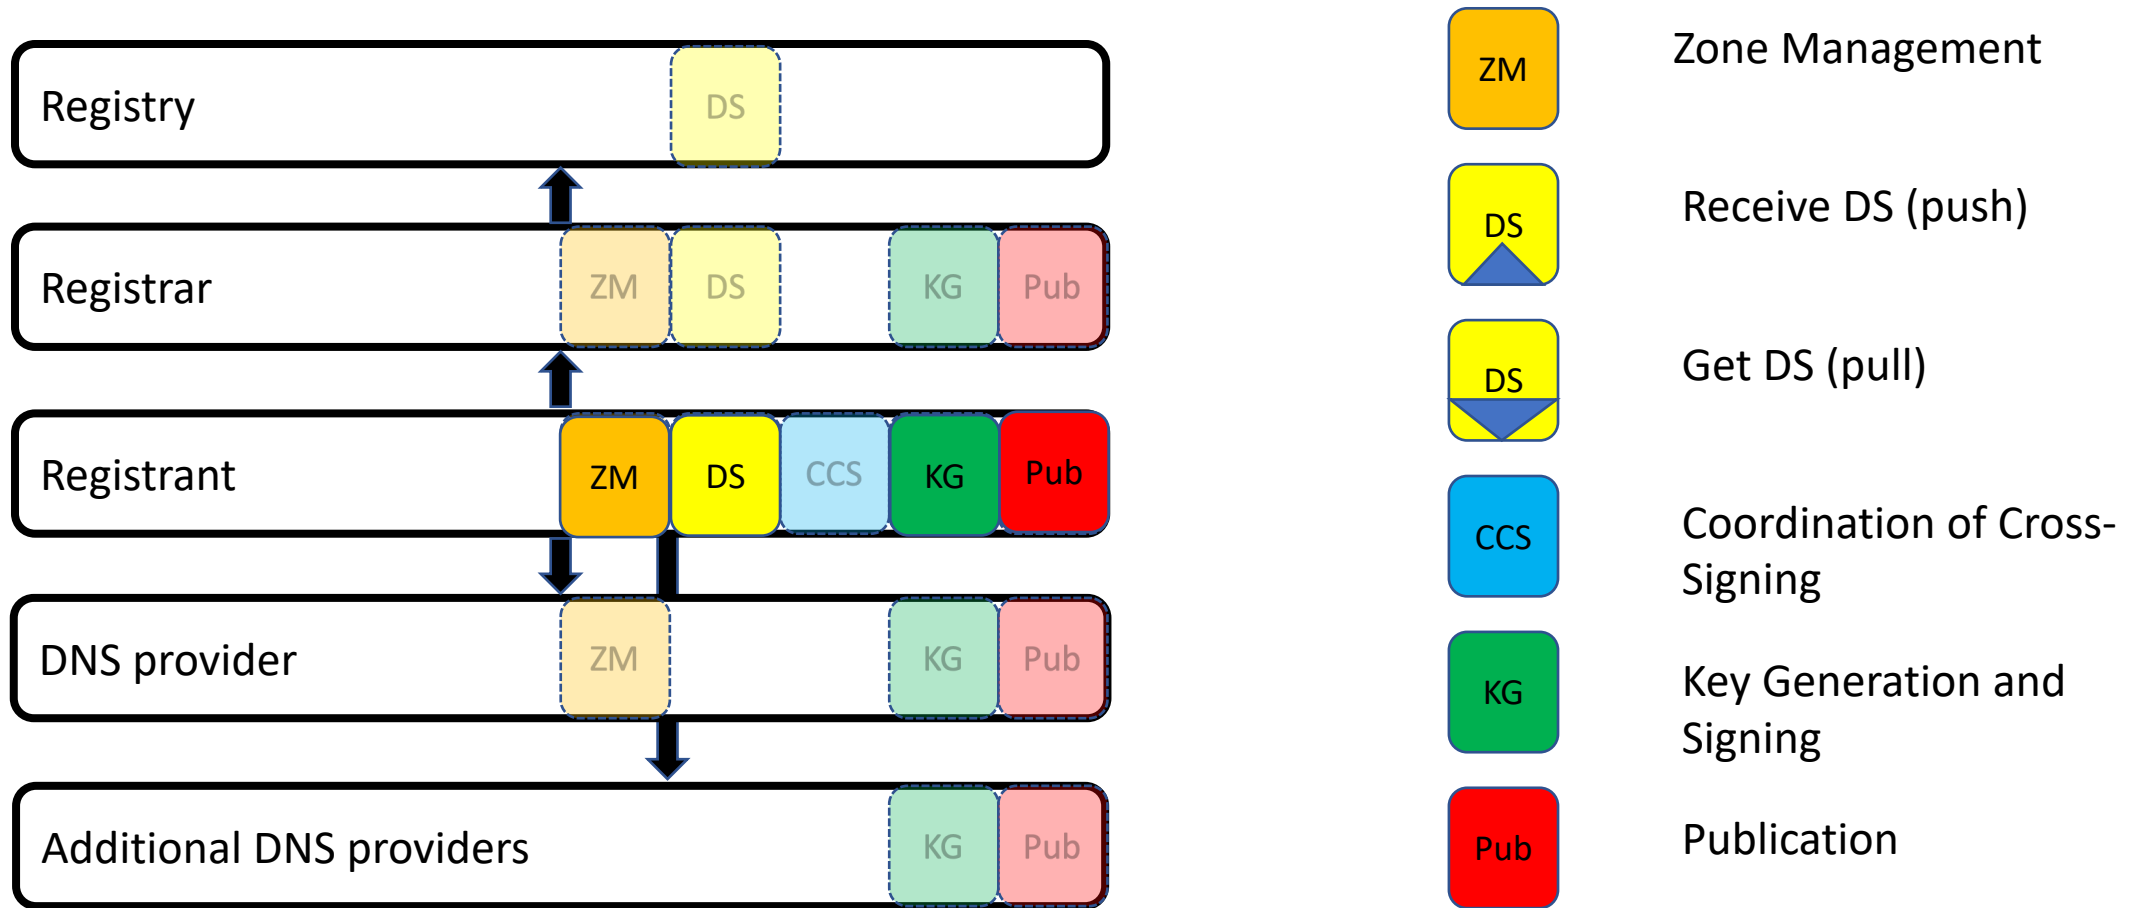 Registry
DS
Registrar
ZM
DS
KG
Pub
Registrant
ZM
DS
CCS
KG
Pub
DNS provider
ZM
KG
Pub
Additional DNS providers
KG
Pub
ZM
Zone Management
DS
Receive DS (push)
DS
Get DS (pull)
CCS
Coordination of Cross-
Signing
KG
Key Generation and
Signing
Pub
Publication